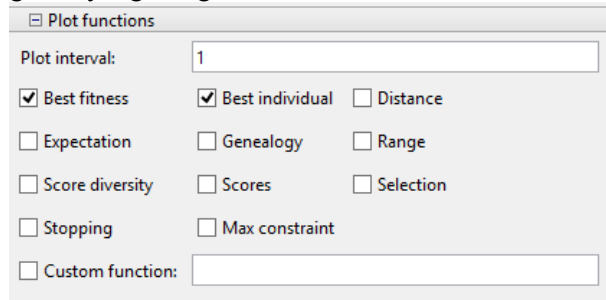 Plot functions
Plot interval: 1
Best fitness Best individual Distance
Expectation Genealogy Range
Score diversity Scores Selection
Stopping Max constraint
Custom function: